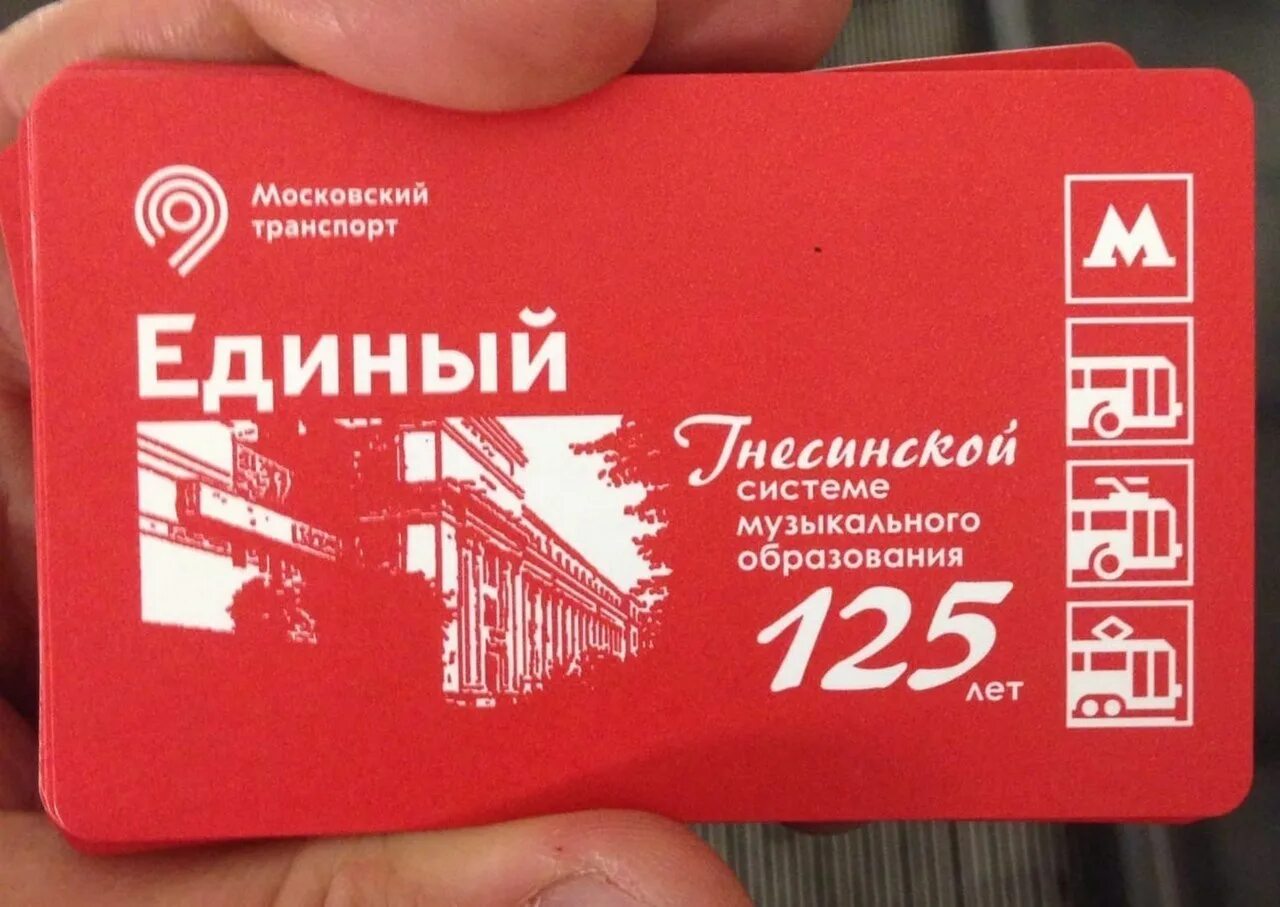 Московский
транспорт
М
Единый
Гнесинской
системе
музыкального
образования
125
лет